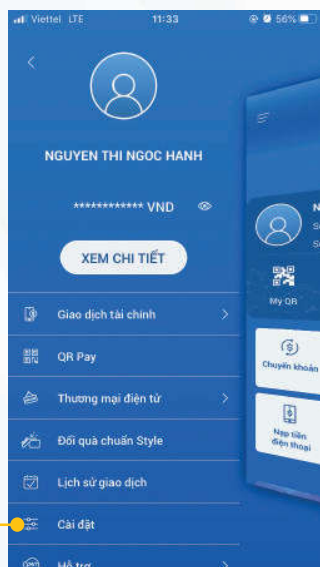 Viettel LTE 11:33 56%
NGUYEN THI NGOC HANH
************ VND
XEM CHI TIẾT
Giao dịch tài chính
QR Pay
Thương mại điện tử
Đổi quà chuẩn Style
Lịch sử giao dịch
Cài đặt
Hỗ trợ
My QR
Chuyển khoản
Nạp tiền
điện thoại